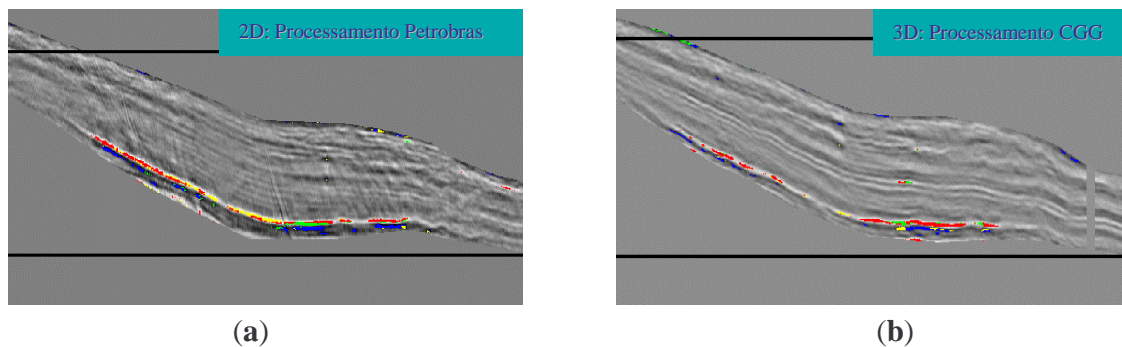 2D: Processamento Petrobras
3D: Processamento CGG
(a)
(b)